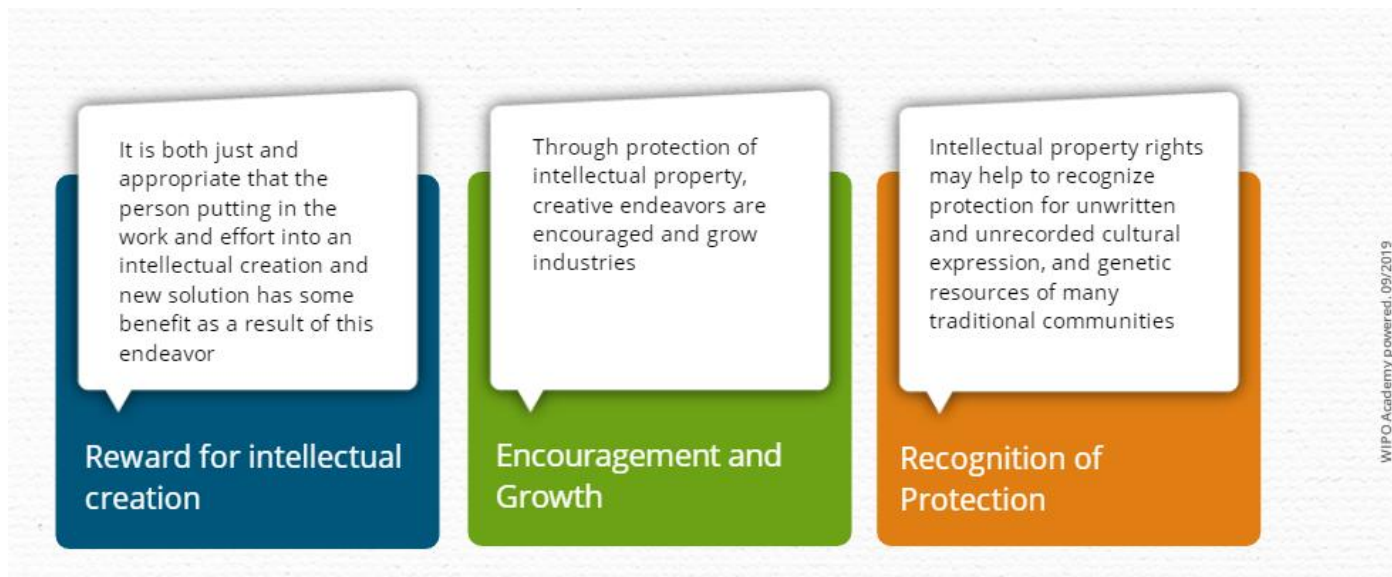 It is both just and
appropriate that the
person putting in the
work and effort into an
intellectual creation and
new solution has some
benefit as a result of this
endeavor
Reward for intellectual
creation
Through protection of
intellectual property,
creative endeavors are
encouraged and grow
industries
Encouragement and
Growth
Intellectual property rights
may help to recognize
protection for unwritten
and unrecorded cultural
expression, and genetic
resources of many
traditional communities
Recognition of
Protection
WIPO Academy powered. 09/2019